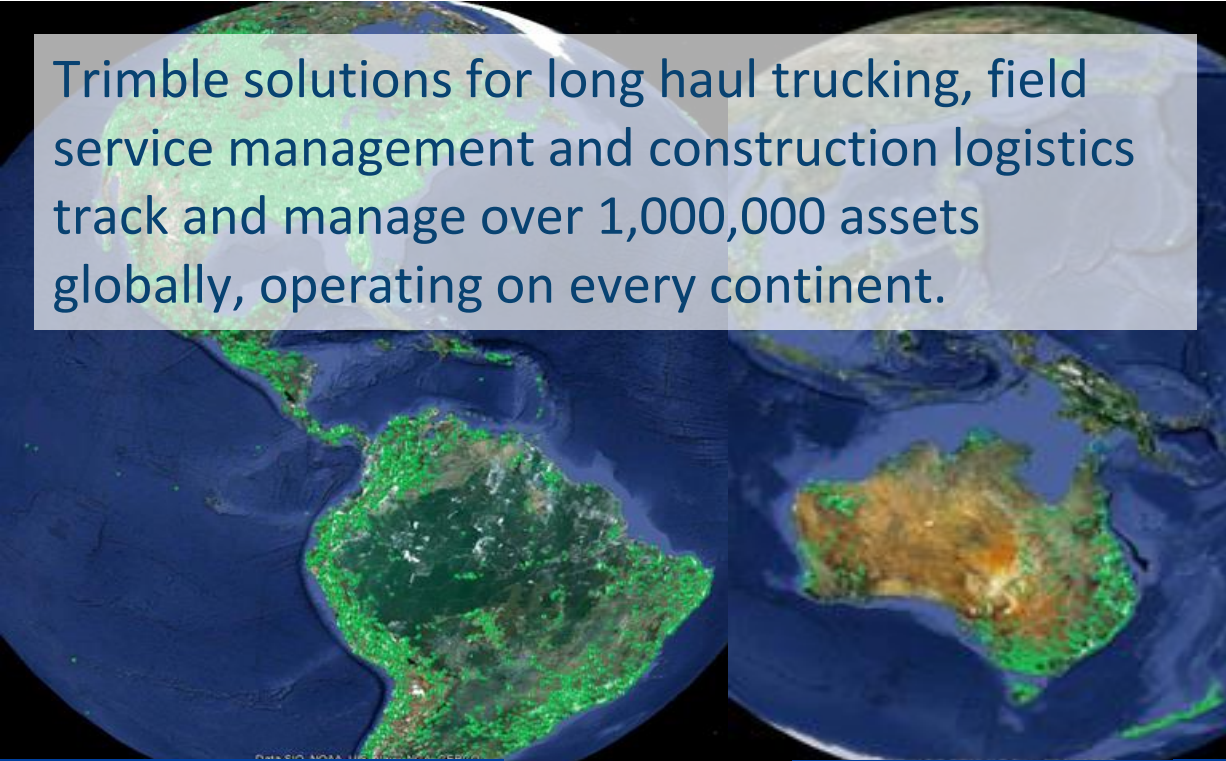 Trimble solutions for long haul trucking, field
service management and construction logistics
track and manage over 1,000,000 assets
globally, operating on every continent.